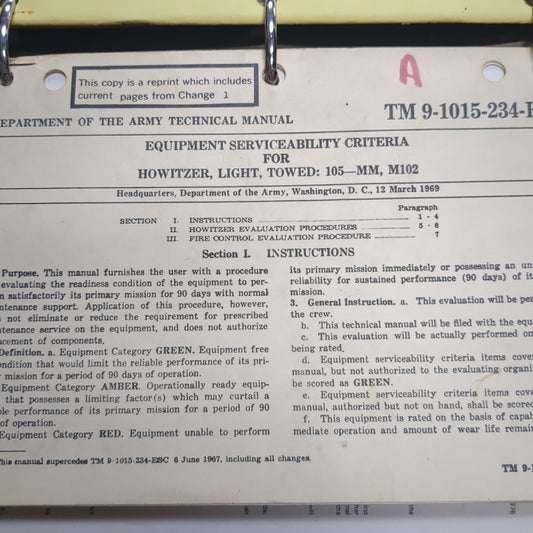 This copy is a reprint which includes
current pages from Change 1
A
DEPARTMENT OF THE ARMY TECHNICAL MANUAL
TM 9-1015-234-E
EQUIPMENT SERVICEABILITY CRITERIA
FOR
HOWITZER, LIGHT, TOWED: 105—MM, M102
Headquarters, Department of the Army, Washington, D. C., 12 March 1969
Paragraph
SECTION I. INSTRUCTIONS 1 - 4
II. HOWITZER EVALUATION PROCEDURES 5 - 6
III. FIRE CONTROL EVALUATION PROCEDURE 7
Section I. INSTRUCTIONS
Purpose. This manual furnishes the user with a procedure
evaluating the readiness condition of the equipment to per-
satisfactorily its primary mission for 90 days with normal
ntenance support. Application of this procedure, however,
not eliminate or reduce the requirement for prescribed
ntenance service on the equipment, and does not authorize
cement of components.
Definition. a. Equipment Category GREEN. Equipment free
ondition that would limit the reliable performance of its pri-
mission for a period of operation.
Equipment Category AMBER. Operationally ready equip-
that possesses a limiting factor(s) which may curtail a
ble performance of its primary mission for a period of 90
of operation.
Equipment Category RED. Equipment unable to perform
its primary mission immediately or possessing an un
reliability for sustained performance (90 days) of its
mission.
3. General Instruction. a. This evaluation will be per
the crew.
b. This technical manual will be filed with the equ
c. This evaluation will be actually performed on
being rated.
d. Equipment serviceability criteria items cove
manual, but not authorized to the evaluating organi
be scored as GREEN.
e. Equipment serviceability criteria items cover
manual, authorized but not on hand, shall be scored
f. This equipment is rated on the basis of capab
mediate operation and amount of wear life remain
This manual supercedes TM 9-1015-234-ESC 6 June 1967, including all changes.
TM 9-1